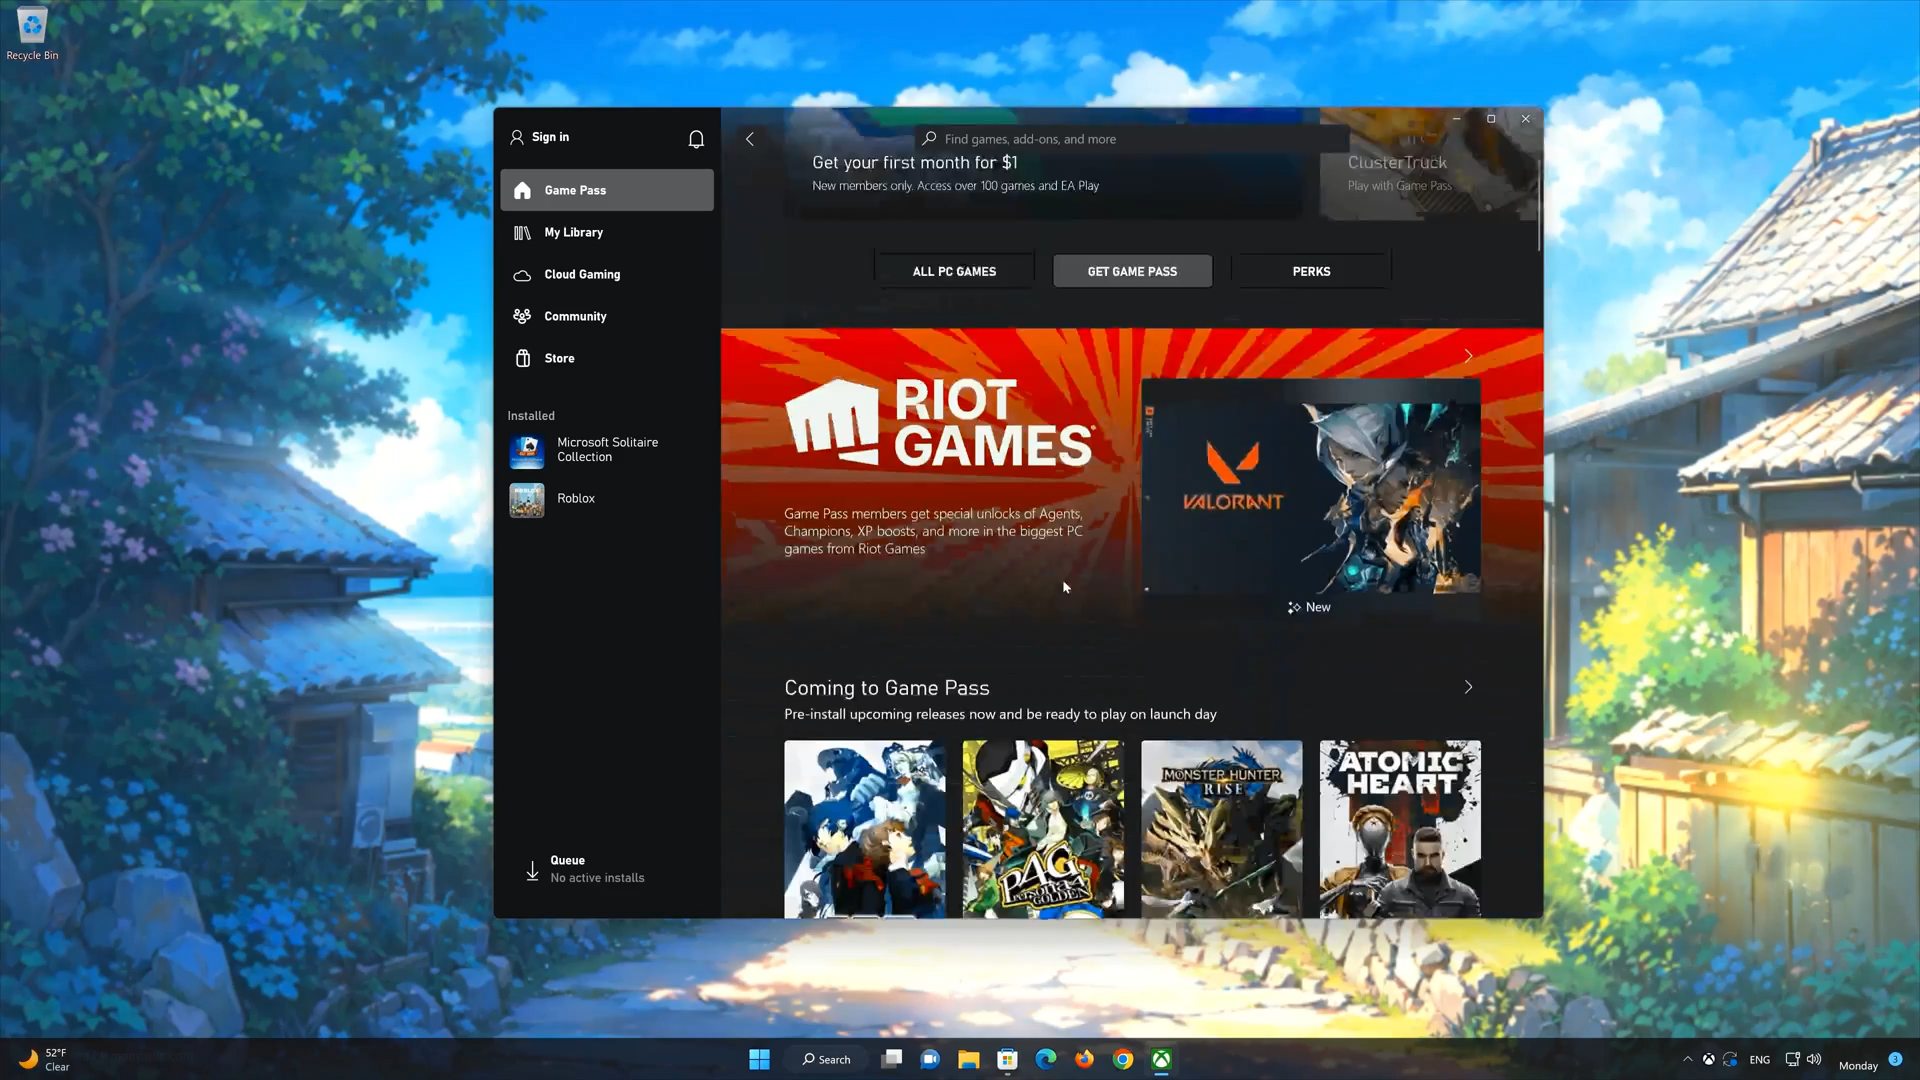 Recycle Bin
Sign in
Find games, add-ons, and more
Get your first month for $1
New members only. Access over 100 games and EA Play
ClusterTruck
Play with Game Pass
Game Pass
My Library
Cloud Gaming
Community
Store
ALL PC GAMES
GET GAME PASS
PERKS
RIOT
GAMES
VALORANT
Game Pass members get special unlocks of Agents,
Champions, XP boosts, and more in the biggest PC
games from Riot Games
New
Installed
Microsoft Solitaire
Collection
Roblox
Coming to Game Pass
Pre-install upcoming releases now and be ready to play on launch day
P4G
PERSONA4
GOLDEN
MONSTER HUNTER
RISE
ATOMIC
HEART
Queue
No active installs
52°F
Clear
Search
ENG
Monday
3